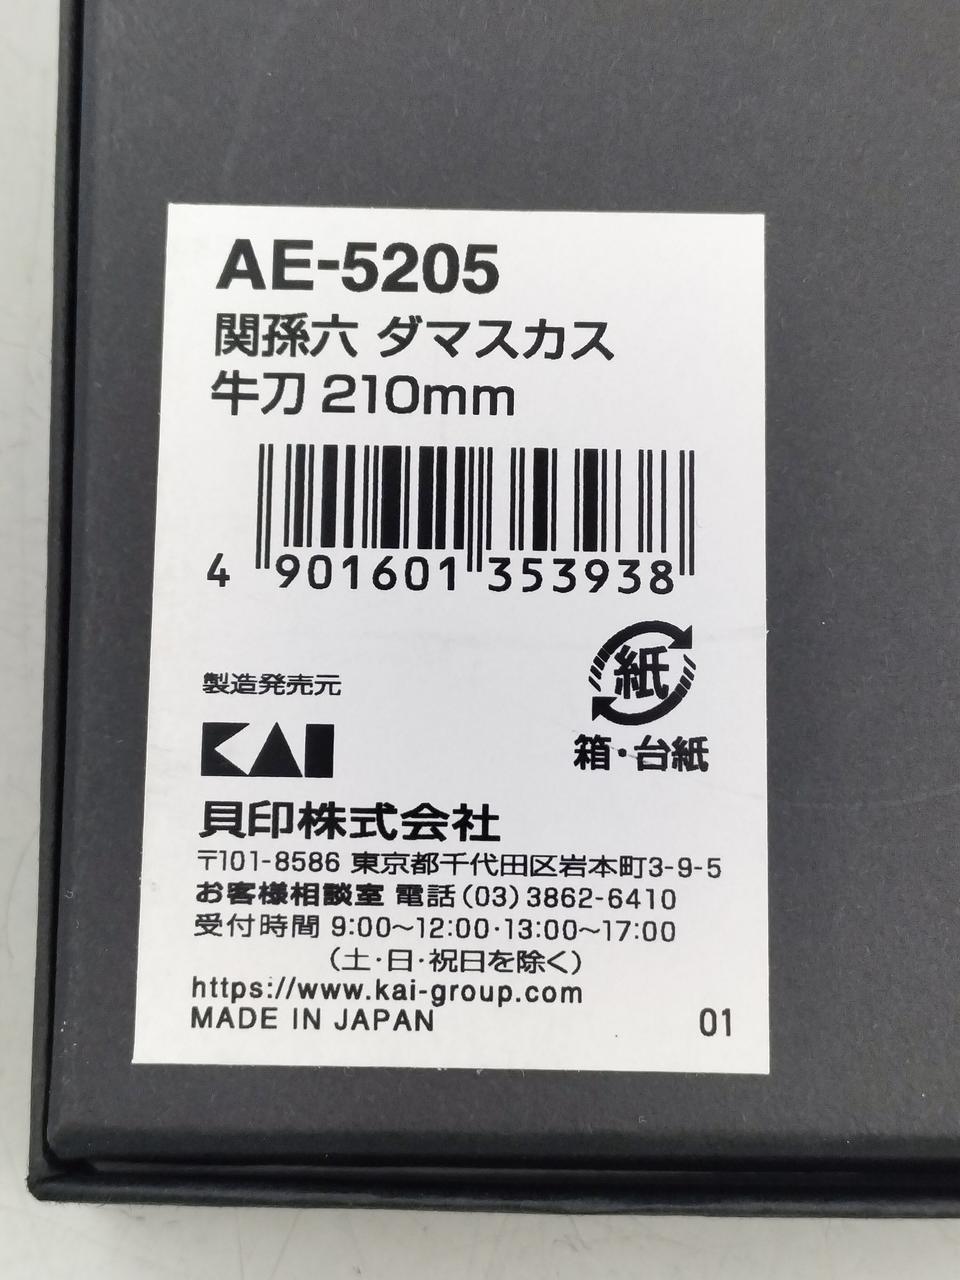 AE-5205
関孫六 ダマスカス
牛刀 210mm
4 901601 353938
紙
箱・台紙
製造発売元
KAI
貝印株式会社
〒101-8586 東京都千代田区岩本町3-9-5
お客様相談室 電話(03)3862-6410
受付時間 9:00〜12:00・13:00〜17:00
(土・日・祝日を除く)
https://www.kai-group.com
MADE IN JAPAN 01